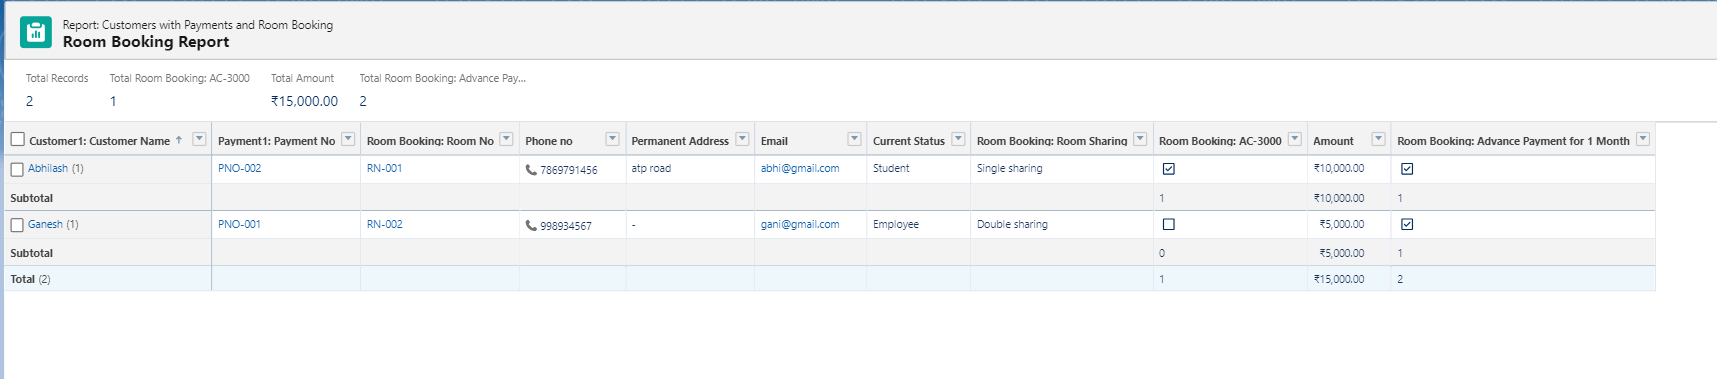 Report: Customers with Payments and Room Booking
Room Booking Report
Total Records Total Room Booking: AC-3000 Total Amount Total Room Booking: Advance Pay...
2 1 ₹15,000.00 2
Customer1: Customer Name ↑ Payment1: Payment No Room Booking: Room No Phone no Permanent Address Email Current Status Room Booking: Room Sharing Room Booking: AC-3000 Amount Room Booking: Advance Payment for 1 Month
Abhilash (1) PNO-002 RN-001 7869791456 atp road abhi@gmail.com Student Single sharing ₹10,000.00
Subtotal 1 ₹10,000.00 1
Ganesh (1) PNO-001 RN-002 998934567 - gani@gmail.com Employee Double sharing ₹5,000.00
Subtotal 0 ₹5,000.00 1
Total (2) 1 ₹15,000.00 2